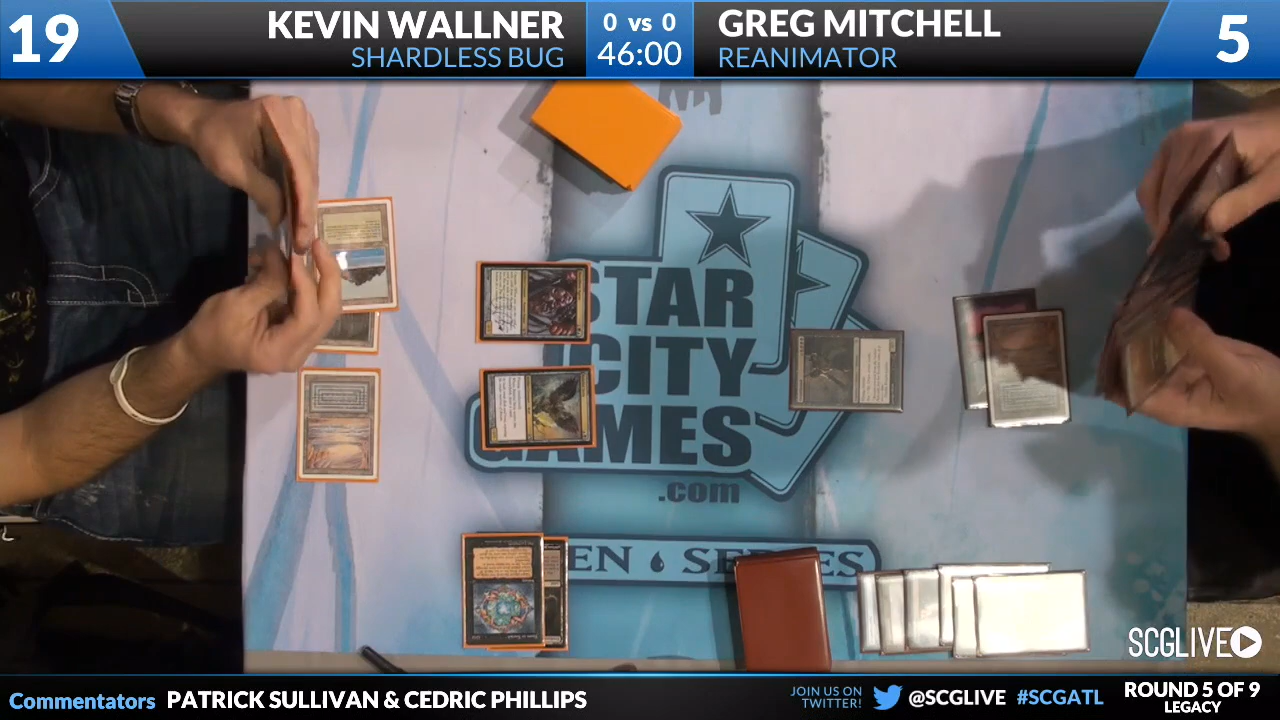 19
KEVIN WALLNER
SHARDLESS BUG
0 vs 0
46:00
GREG MITCHELL
REANIMATOR
5
STAR
CITY
GAMES
.com
EN SERIES
SCGLIVE
Commentators PATRICK SULLIVAN & CEDRIC PHILLIPS
JOIN US ON
TWITTER!
@SCGLIVE #SCGATL
ROUND 5 OF 9
LEGACY